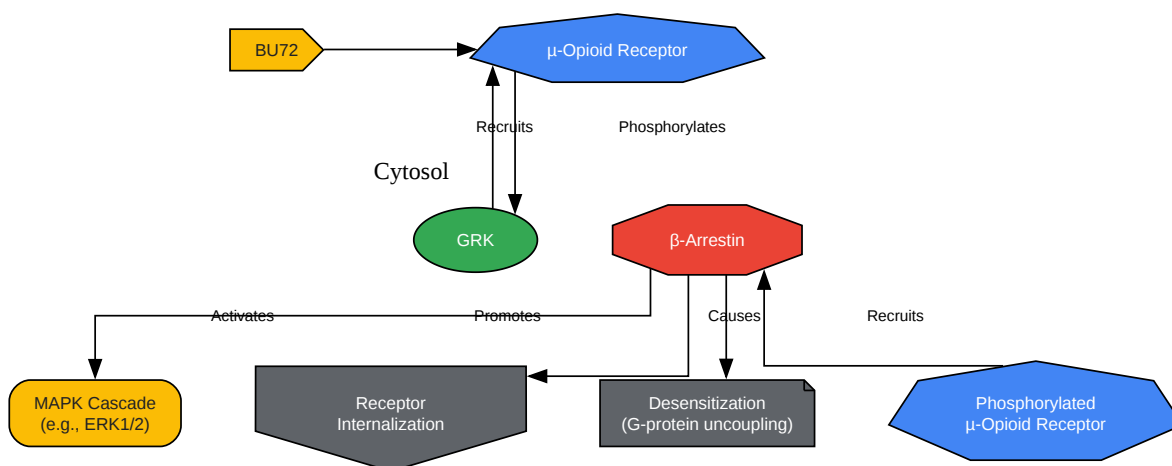 BU72
µ-Opioid Receptor
Recruits
Phosphorylates
Cytosol
GRK
β-Arrestin
Activates
Promotes
Causes
Recruits
MAPK Cascade
(e.g., ERK1/2)
Receptor
Internalization
Desensitization
(G-protein uncoupling)
Phosphorylated
µ-Opioid Receptor